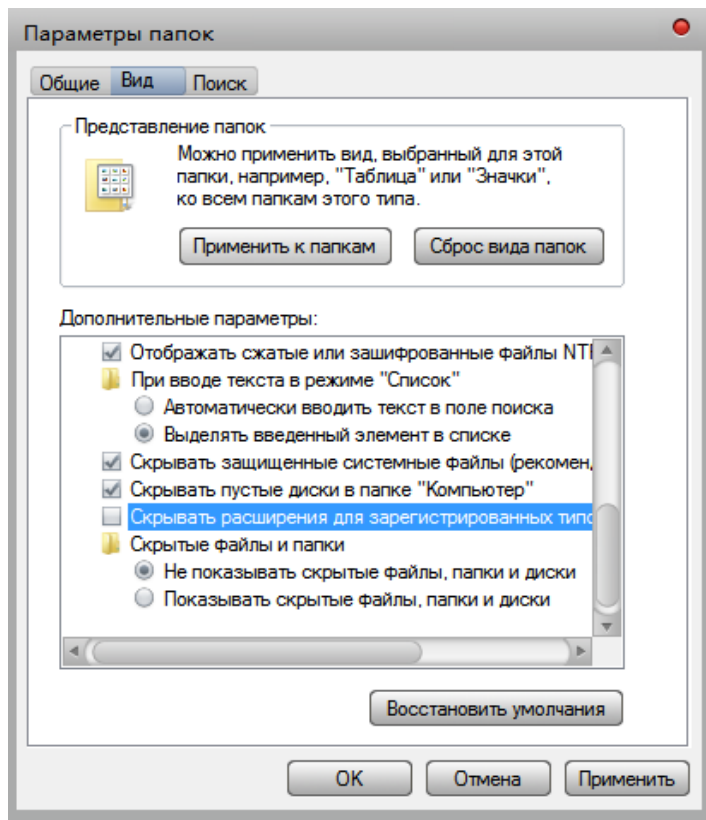 Параметры папок
Общие Вид Поиск
Представление папок
Можно применить вид, выбранный для этой
папки, например, "Таблица" или "Значки",
ко всем папкам этого типа.
Применить к папкам Сброс вида папок
Дополнительные параметры:
Отображать сжатые или зашифрованные файлы
При вводе текста в режиме "Список"
Автоматически вводить текст в поле поиска
Выделять введенный элемент в списке
Скрывать защищенные системные файлы
Скрывать пустые диски в папке "Компьютер"
Скрывать расширения для зарегистрированных
Скрытые файлы и папки
Не показывать скрытые файлы, папки и диски
Показывать скрытые файлы, папки и диски
Восстановить умолчания
OK Отмена Применить